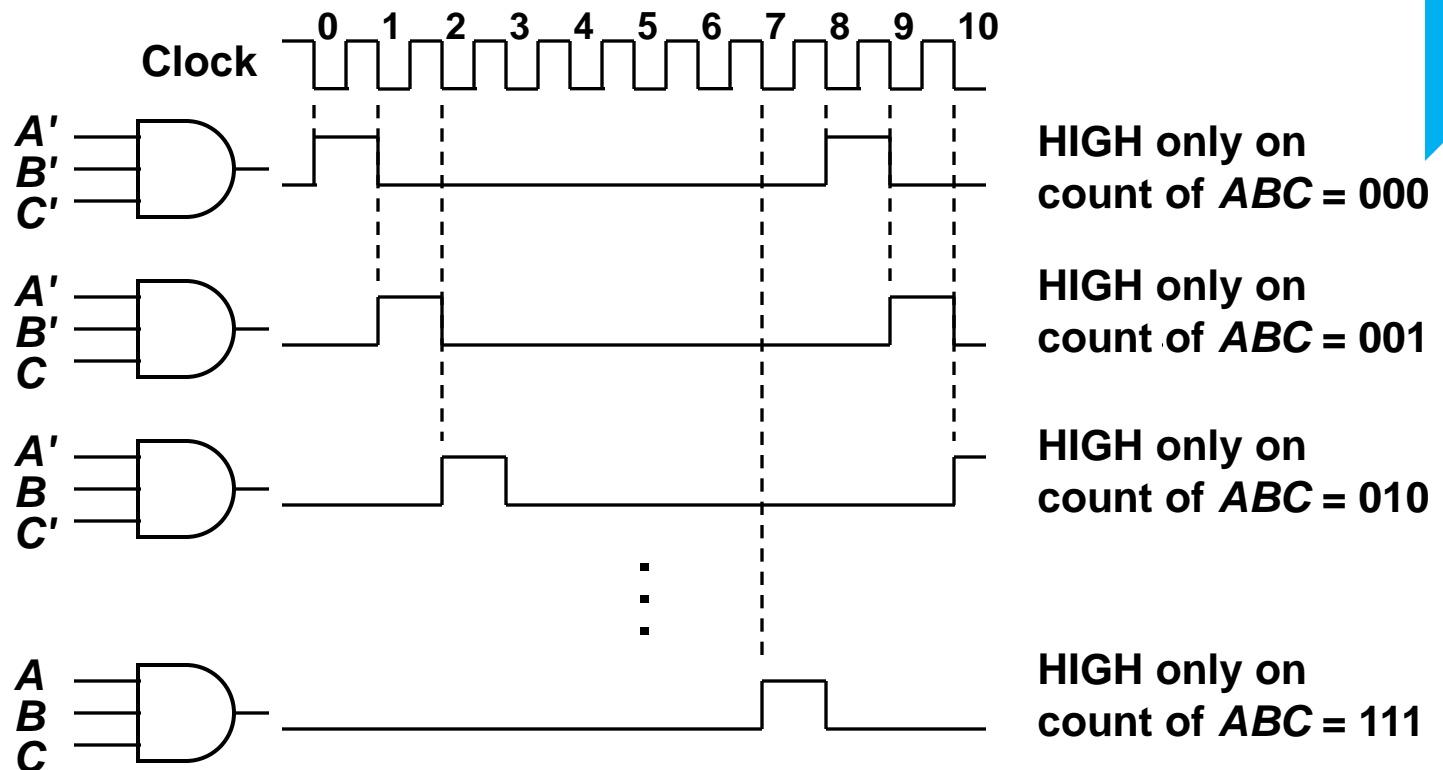 0 1 2 3 4 5 6 7 8 9 10
Clock
A'
B'
C'
HIGH only on
count of ABC = 000
A'
B'
C
HIGH only on
count of ABC = 001
A'
B
C'
HIGH only on
count of ABC = 010
A
B
C
HIGH only on
count of ABC = 111